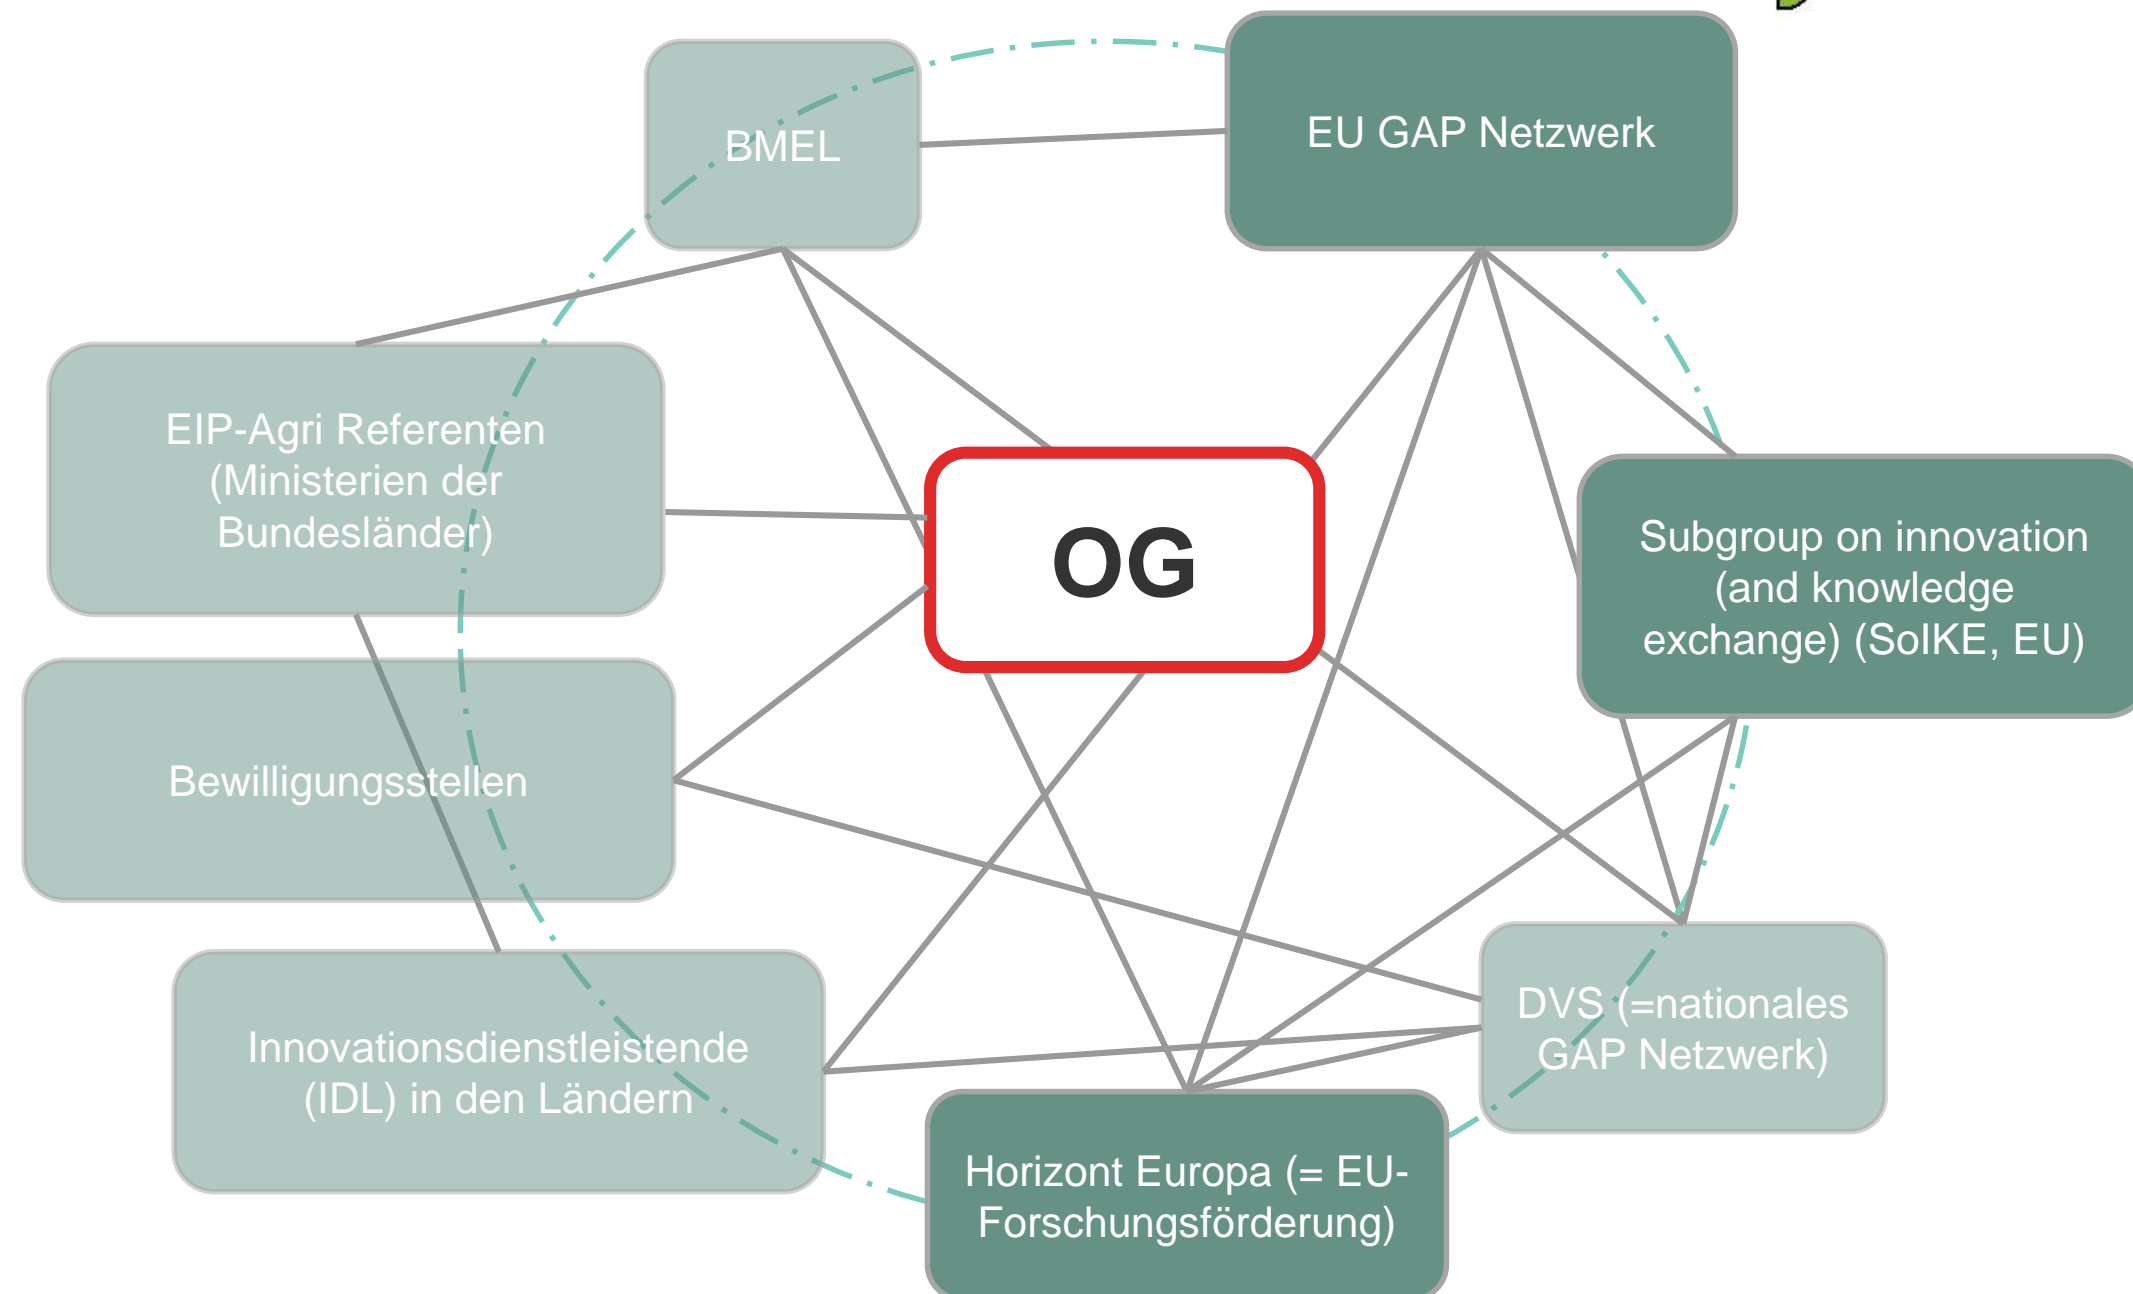 BMEL
EU GAP Netzwerk
EIP-Agri Referenten
(Ministerien der
Bundesländer)
OG
Subgroup on innovation
(and knowledge
exchange) (SoIKE, EU)
Bewilligungsstellen
DVS (=nationales
GAP Netzwerk)
Innovationsdienstleistende
(IDL) in den Ländern
Horizont Europa (= EU-
Forschungsförderung)